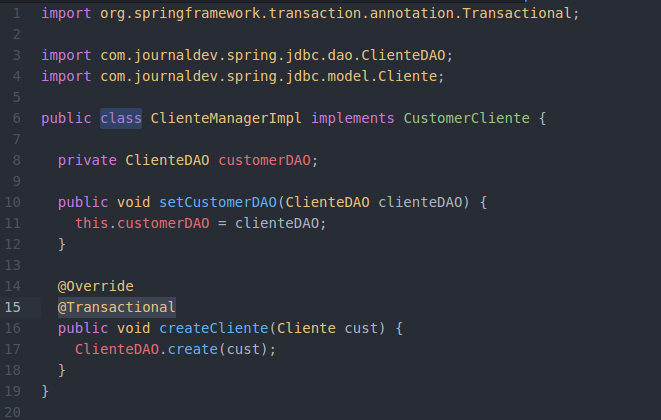 1 import org.springframework.transaction.annotation.Transactional;
2
3 import com.journaldev.spring.jdbc.dao.ClienteDAO;
4 import com.journaldev.spring.jdbc.model.Cliente;
5
6 public class ClienteManagerImpl implements CustomerCliente {
7
8   private ClienteDAO customerDAO;
9
10   public void setCustomerDAO(ClienteDAO clienteDAO) {
11     this.customerDAO = clienteDAO;
12   }
13
14   @Override
15   @Transactional
16   public void createCliente(Cliente cust) {
17     ClienteDAO.create(cust);
18   }
19 }
20